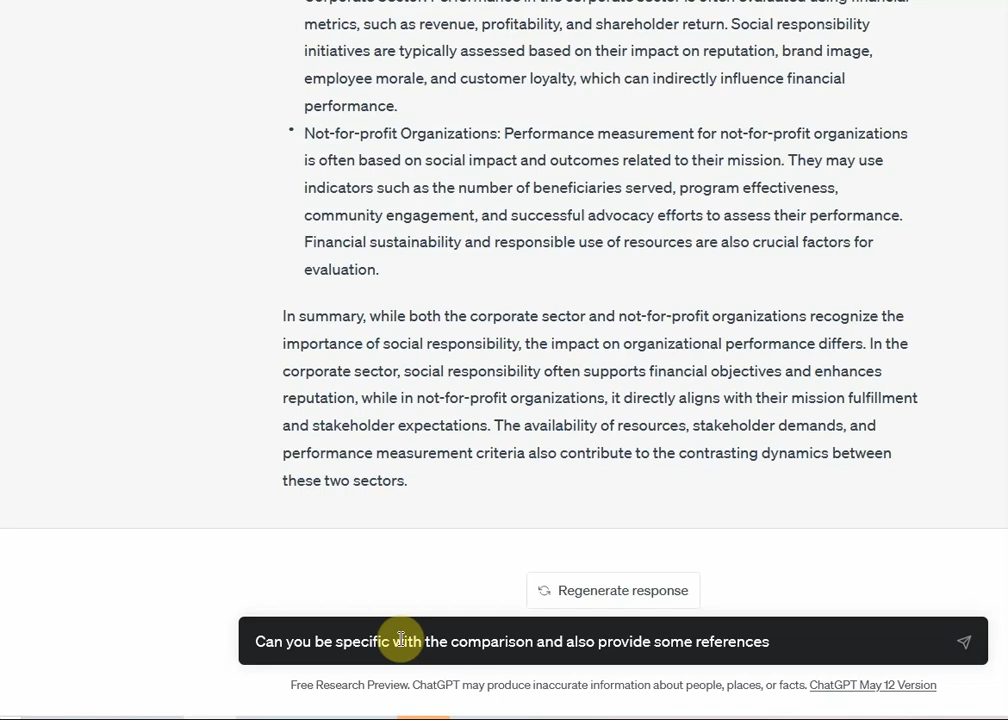 Corporate Sector: Performance in the corporate sector is often evaluated using financial
metrics, such as revenue, profitability, and shareholder return. Social responsibility
initiatives are typically assessed based on their impact on reputation, brand image,
employee morale, and customer loyalty, which can indirectly influence financial
performance.
• Not-for-profit Organizations: Performance measurement for not-for-profit organizations
is often based on social impact and outcomes related to their mission. They may use
indicators such as the number of beneficiaries served, program effectiveness,
community engagement, and successful advocacy efforts to assess their performance.
Financial sustainability and responsible use of resources are also crucial factors for
evaluation.
In summary, while both the corporate sector and not-for-profit organizations recognize the
importance of social responsibility, the impact on organizational performance differs. In the
corporate sector, social responsibility often supports financial objectives and enhances
reputation, while in not-for-profit organizations, it directly aligns with their mission fulfillment
and stakeholder expectations. The availability of resources, stakeholder demands, and
performance measurement criteria also contribute to the contrasting dynamics between
these two sectors.
Regenerate response
Can you be specific with the comparison and also provide some references
Free Research Preview. ChatGPT may produce inaccurate information about people, places, or facts. ChatGPT May 12 Version